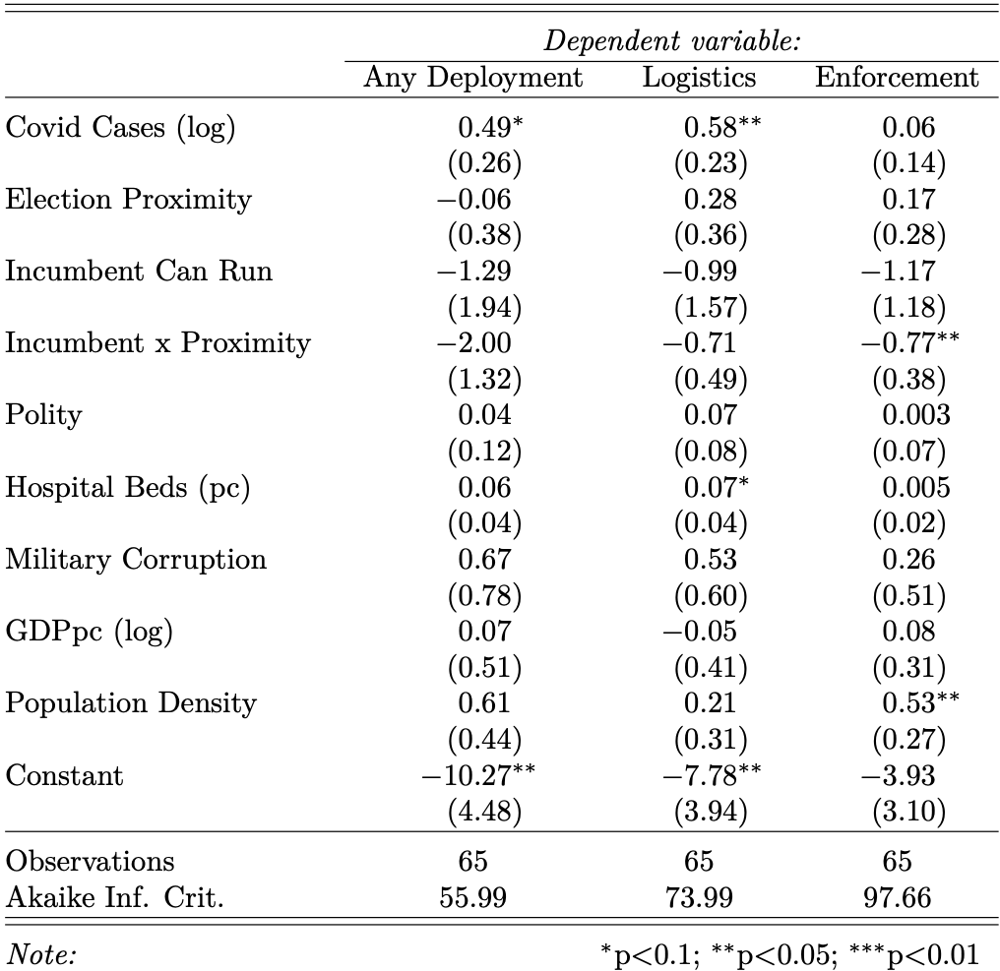 Dependent variable:
Any Deployment Logistics Enforcement
Covid Cases (log) 0.49* 0.58** 0.06
(0.26) (0.23) (0.14)
Election Proximity −0.06 0.28 0.17
(0.38) (0.36) (0.28)
Incumbent Can Run −1.29 −0.99 −1.17
(1.94) (1.57) (1.18)
Incumbent x Proximity −2.00 −0.71 −0.77**
(1.32) (0.49) (0.38)
Polity 0.04 0.07 0.003
(0.12) (0.08) (0.07)
Hospital Beds (pc) 0.06 0.07* 0.005
(0.04) (0.04) (0.02)
Military Corruption 0.67 0.53 0.26
(0.78) (0.60) (0.51)
GDPpc (log) 0.07 −0.05 0.08
(0.51) (0.41) (0.31)
Population Density 0.61 0.21 0.53**
(0.44) (0.31) (0.27)
Constant −10.27** −7.78** −3.93
(4.48) (3.94) (3.10)
Observations 65 65 65
Akaike Inf. Crit. 55.99 73.99 97.66
Note: *p<0.1; **p<0.05; ***p<0.01